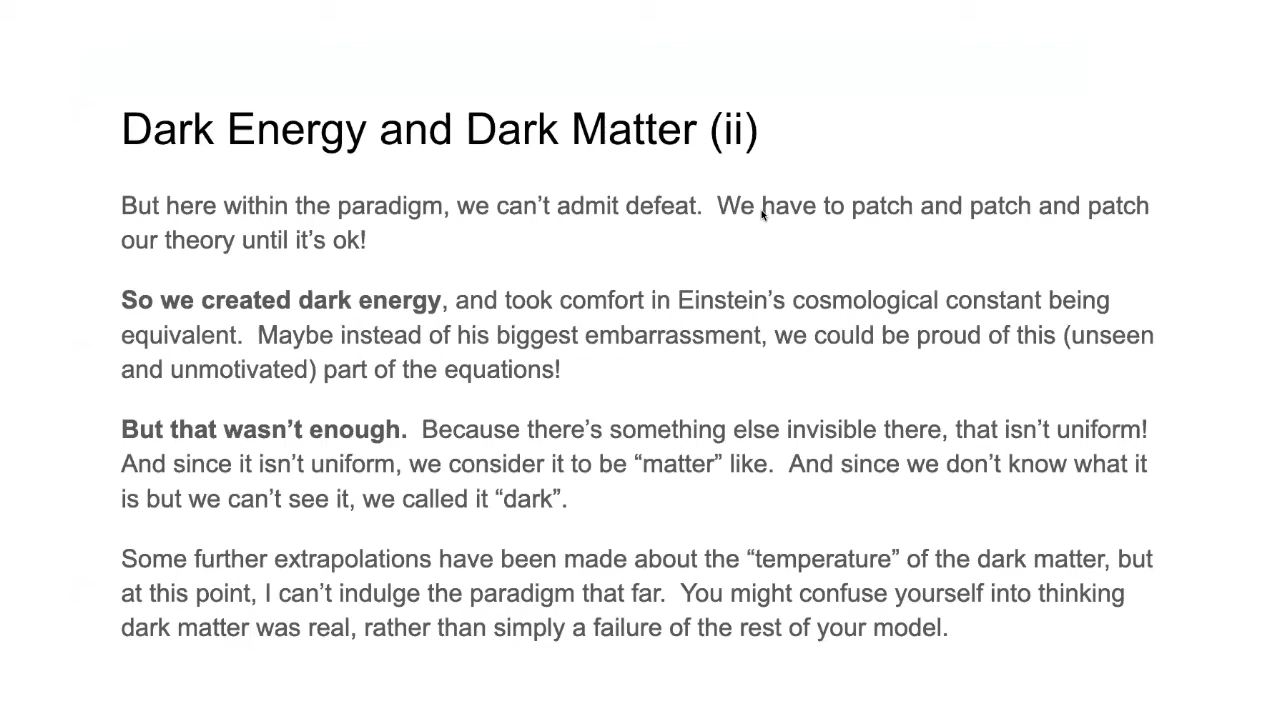 Dark Energy and Dark Matter (ii)
But here within the paradigm, we can’t admit defeat.  We have to patch and patch and patch
our theory until it’s ok!
So we created dark energy, and took comfort in Einstein’s cosmological constant being
equivalent.  Maybe instead of his biggest embarrassment, we could be proud of this (unseen
and unmotivated) part of the equations!
But that wasn’t enough.  Because there’s something else invisible there, that isn’t uniform!
And since it isn’t uniform, we consider it to be “matter” like.  And since we don’t know what it
is but we can’t see it, we called it “dark”.
Some further extrapolations have been made about the “temperature” of the dark matter, but
at this point, I can’t indulge the paradigm that far.  You might confuse yourself into thinking
dark matter was real, rather than simply a failure of the rest of your model.